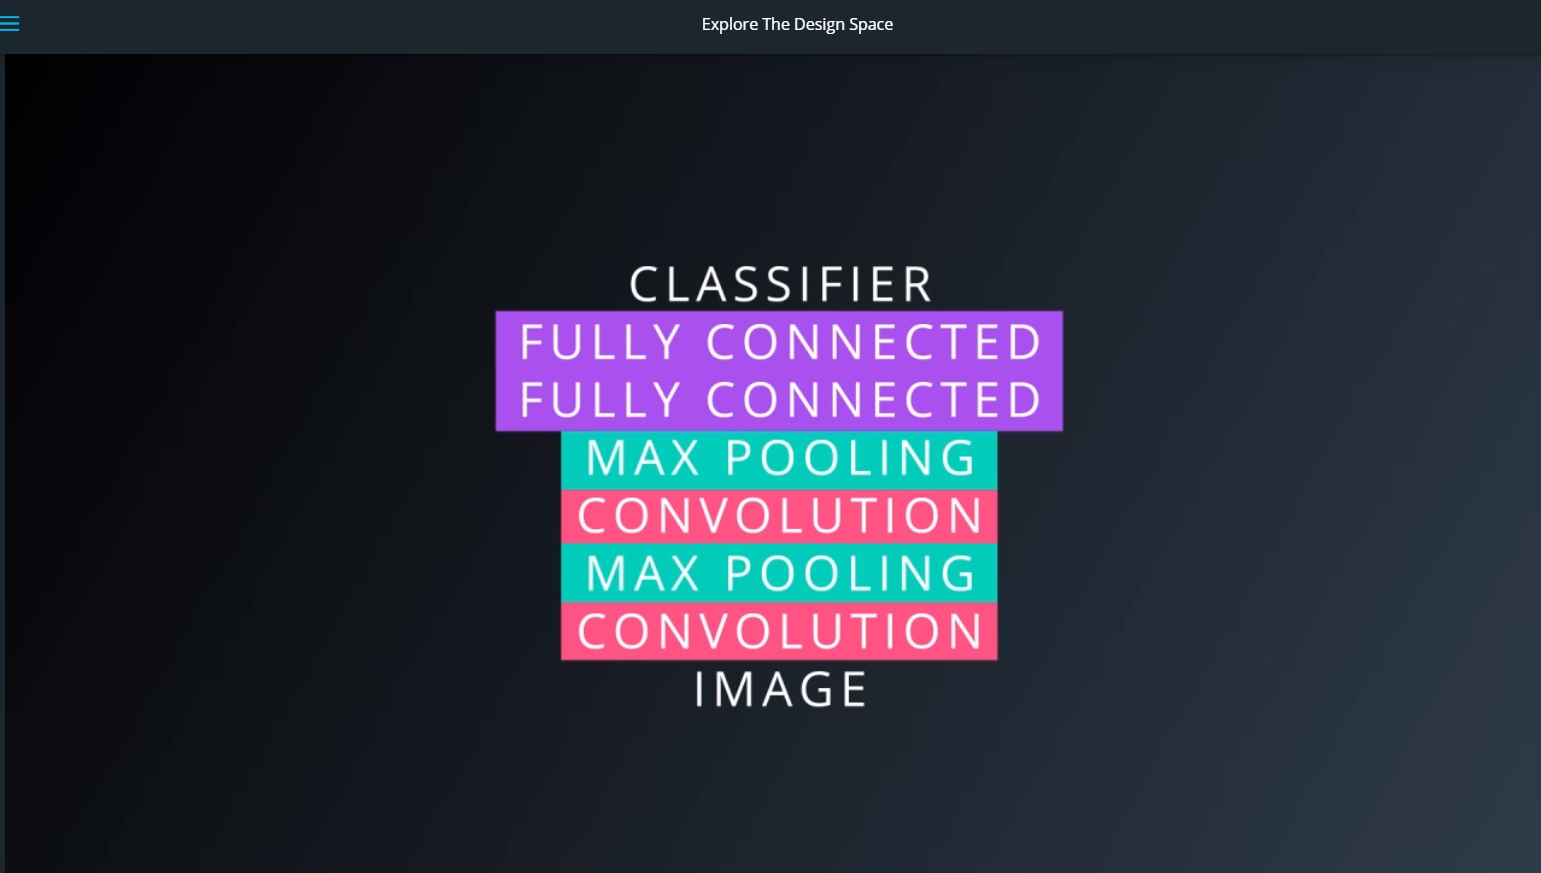 Explore The Design Space
CLASSIFIER
FULLY CONNECTED
FULLY CONNECTED
MAX POOLING
CONVOLUTION
MAX POOLING
CONVOLUTION
IMAGE